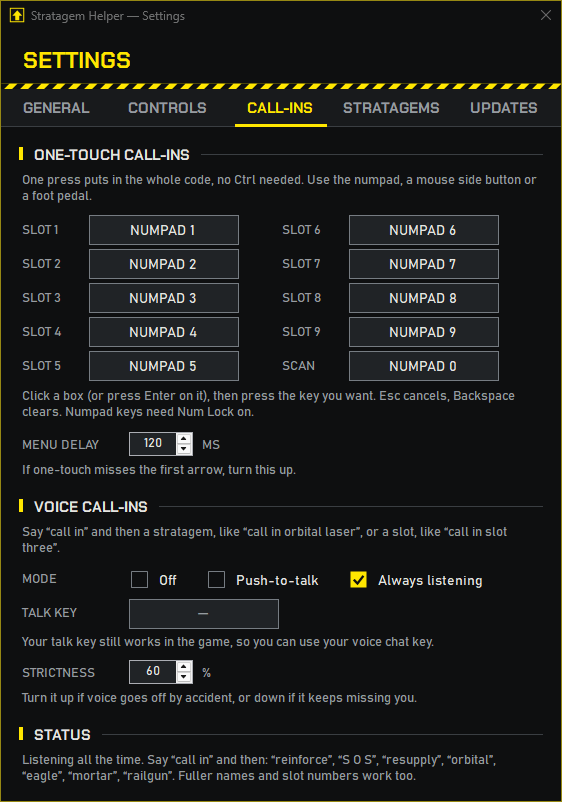 Stratagem Helper — Settings
SETTINGS
GENERAL CONTROLS CALL-INS STRATAGEMS UPDATES
ONE-TOUCH CALL-INS
One press puts in the whole code, no Ctrl needed. Use the numpad, a mouse side button or
a foot pedal.
SLOT 1 NUMPAD 1 SLOT 6 NUMPAD 6
SLOT 2 NUMPAD 2 SLOT 7 NUMPAD 7
SLOT 3 NUMPAD 3 SLOT 8 NUMPAD 8
SLOT 4 NUMPAD 4 SLOT 9 NUMPAD 9
SLOT 5 NUMPAD 5 SCAN NUMPAD 0
Click a box (or press Enter on it), then press the key you want. Esc cancels, Backspace
clears. Numpad keys need Num Lock on.
MENU DELAY 120 MS
If one-touch misses the first arrow, turn this up.
VOICE CALL-INS
Say “call in” and then a stratagem, like “call in orbital laser”, or a slot, like “call in slot
three”.
MODE Off Push-to-talk Always listening
TALK KEY —
Your talk key still works in the game, so you can use your voice chat key.
STRICTNESS 60 %
Turn it up if voice goes off by accident, or down if it keeps missing you.
STATUS
Listening all the time. Say “call in” and then: “reinforce”, “S O S”, “resupply”, “orbital”,
“eagle”, “mortar”, “railgun”. Fuller names and slot numbers work too.